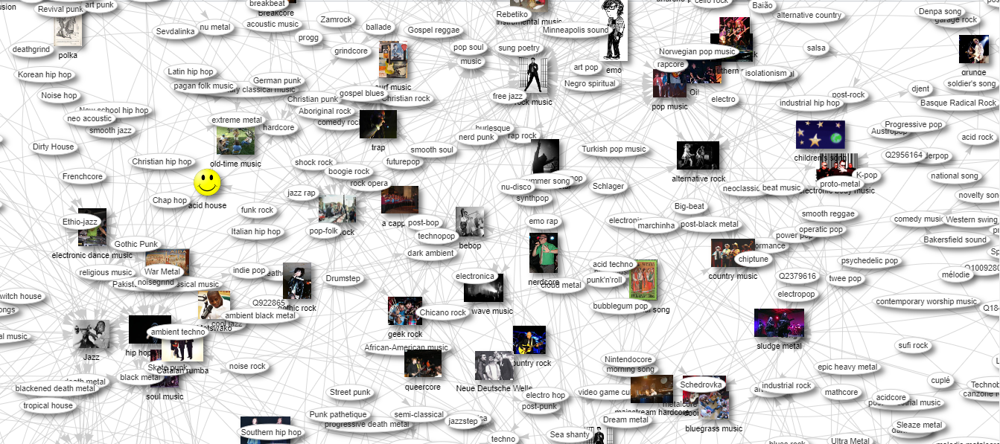 Revival punk
art punk
breakbeat
Breakcore
acoustic music
Zamrock
ballade
Gospel reggae
Rebetiko
Minneapolis sound
Baião
alternative country
Denpa song
garage rock
Sevdalinka
nu metal
progg
grindcore
pop soul
music
sung poetry
art pop
emo
Norwegian pop music
rapcore
salsa
grunge
deathgrind
polka
Korean hip hop
Latin hip hop
pagan folk music
German punk
surf music
Negro spiritual
isolationism
soldier's song
Noise hop
New school hip hop
neo acoustic
smooth jazz
Christian punk
gospel blues
Christian rock
free jazz
rock music
pop music
Oi!
electro
industrial hip hop
post-rock
djent
Basque Radical Rock
extreme metal
hardcore
Aboriginal rock
comedy rock
trap
burlesque
nerd punk
rap rock
Progressive pop
Austropop
acid rock
Dirty House
old-time music
Christian hip hop
shock rock
boogie rock
smooth soul
futurepop
Turkish pop music
alternative rock
children's song
Q2956164
Frenchcore
acid house
rock opera
nu-disco
synthpop
Schlager
neoclassic
beat music
proto-metal
K-pop
national song
Chap hop
jazz rap
funk rock
Big-beat
smooth reggae
novelty son
Ethio-jazz
Italian hip hop
pop-folk
a capp
post-bop
technopop
bebop
emo rap
marchinha
post-black metal
operatic pop
power pop
comedy music
Western swing
Bakersfield sound
electronic dance music
Gothic Punk
dark ambient
chiptune
country music
psychedelic pop
religious music
War Metal
noisegrind
indie pop
Drumstep
electronica
nerdcore
cloud metal
acid techno
punk'n'roll
Q2379616
twee pop
mélodie
Q922865
gothic rock
ambient black metal
geek rock
Chicano rock
wave music
bubblegum pop
electropop
contemporary worship music
cool jazz
Jazz
hip hop
ambient techno
Catalan rumba
Skate punk
noise rock
African-American music
queercore
country rock
Neue Deutsche Welle
Nintendocore
morning song
sludge metal
sufi rock
epic heavy metal
death metal
blackened death metal
black metal
soul music
tropical house
Street punk
electro hop
post-punk
video game cu
mainstream hardcore
Schedrovka
metalcore
industrial rock
mathcore
acidcore
cuplé
Southern hip hop
Punk pathetique
progressive death metal
semi-classical
jazzstep
techno
Sea shanty
Dream metal
bluegrass music
blues rock
Ultra Metal
Sleaze metal